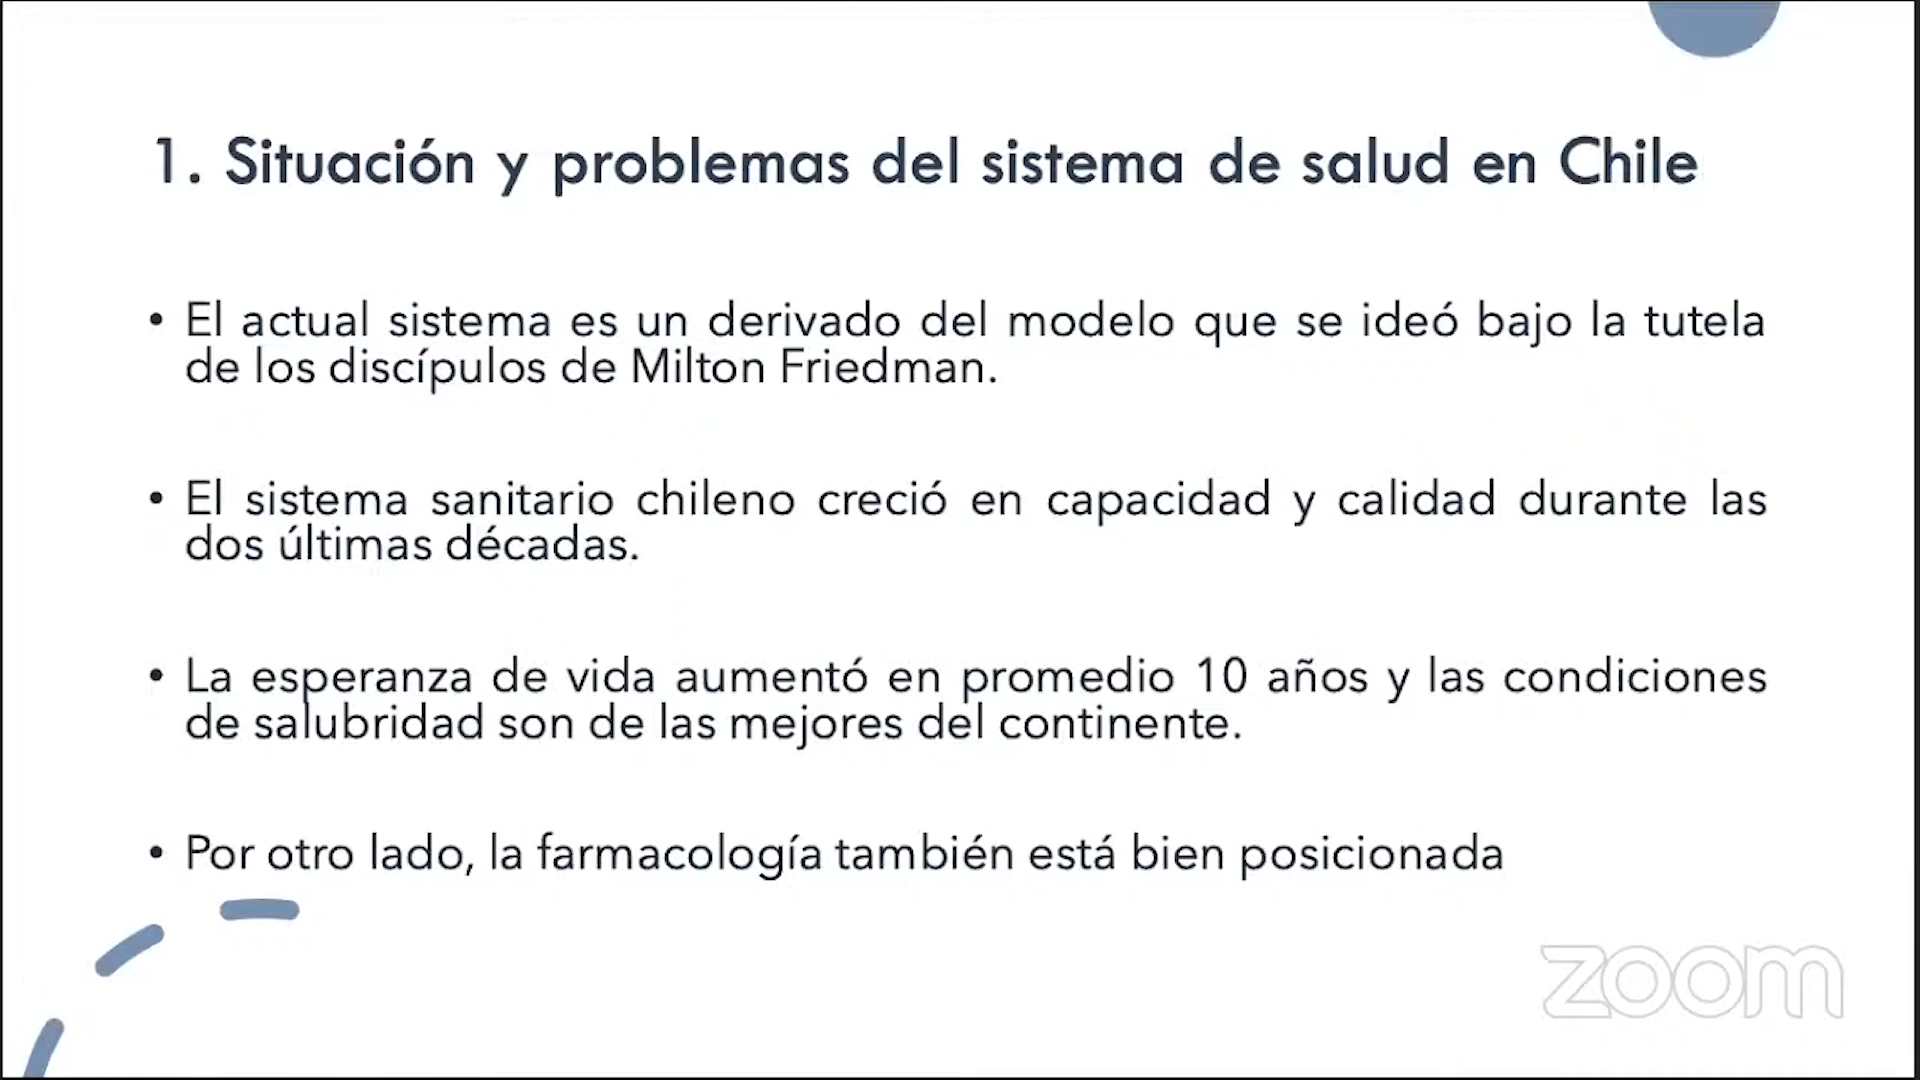 1. Situación y problemas del sistema de salud en Chile
• El actual sistema es un derivado del modelo que se ideó bajo la tutela
de los discípulos de Milton Friedman.
• El sistema sanitario chileno creció en capacidad y calidad durante las
dos últimas décadas.
• La esperanza de vida aumentó en promedio 10 años y las condiciones
de salubridad son de las mejores del continente.
• Por otro lado, la farmacología también está bien posicionada
zoom